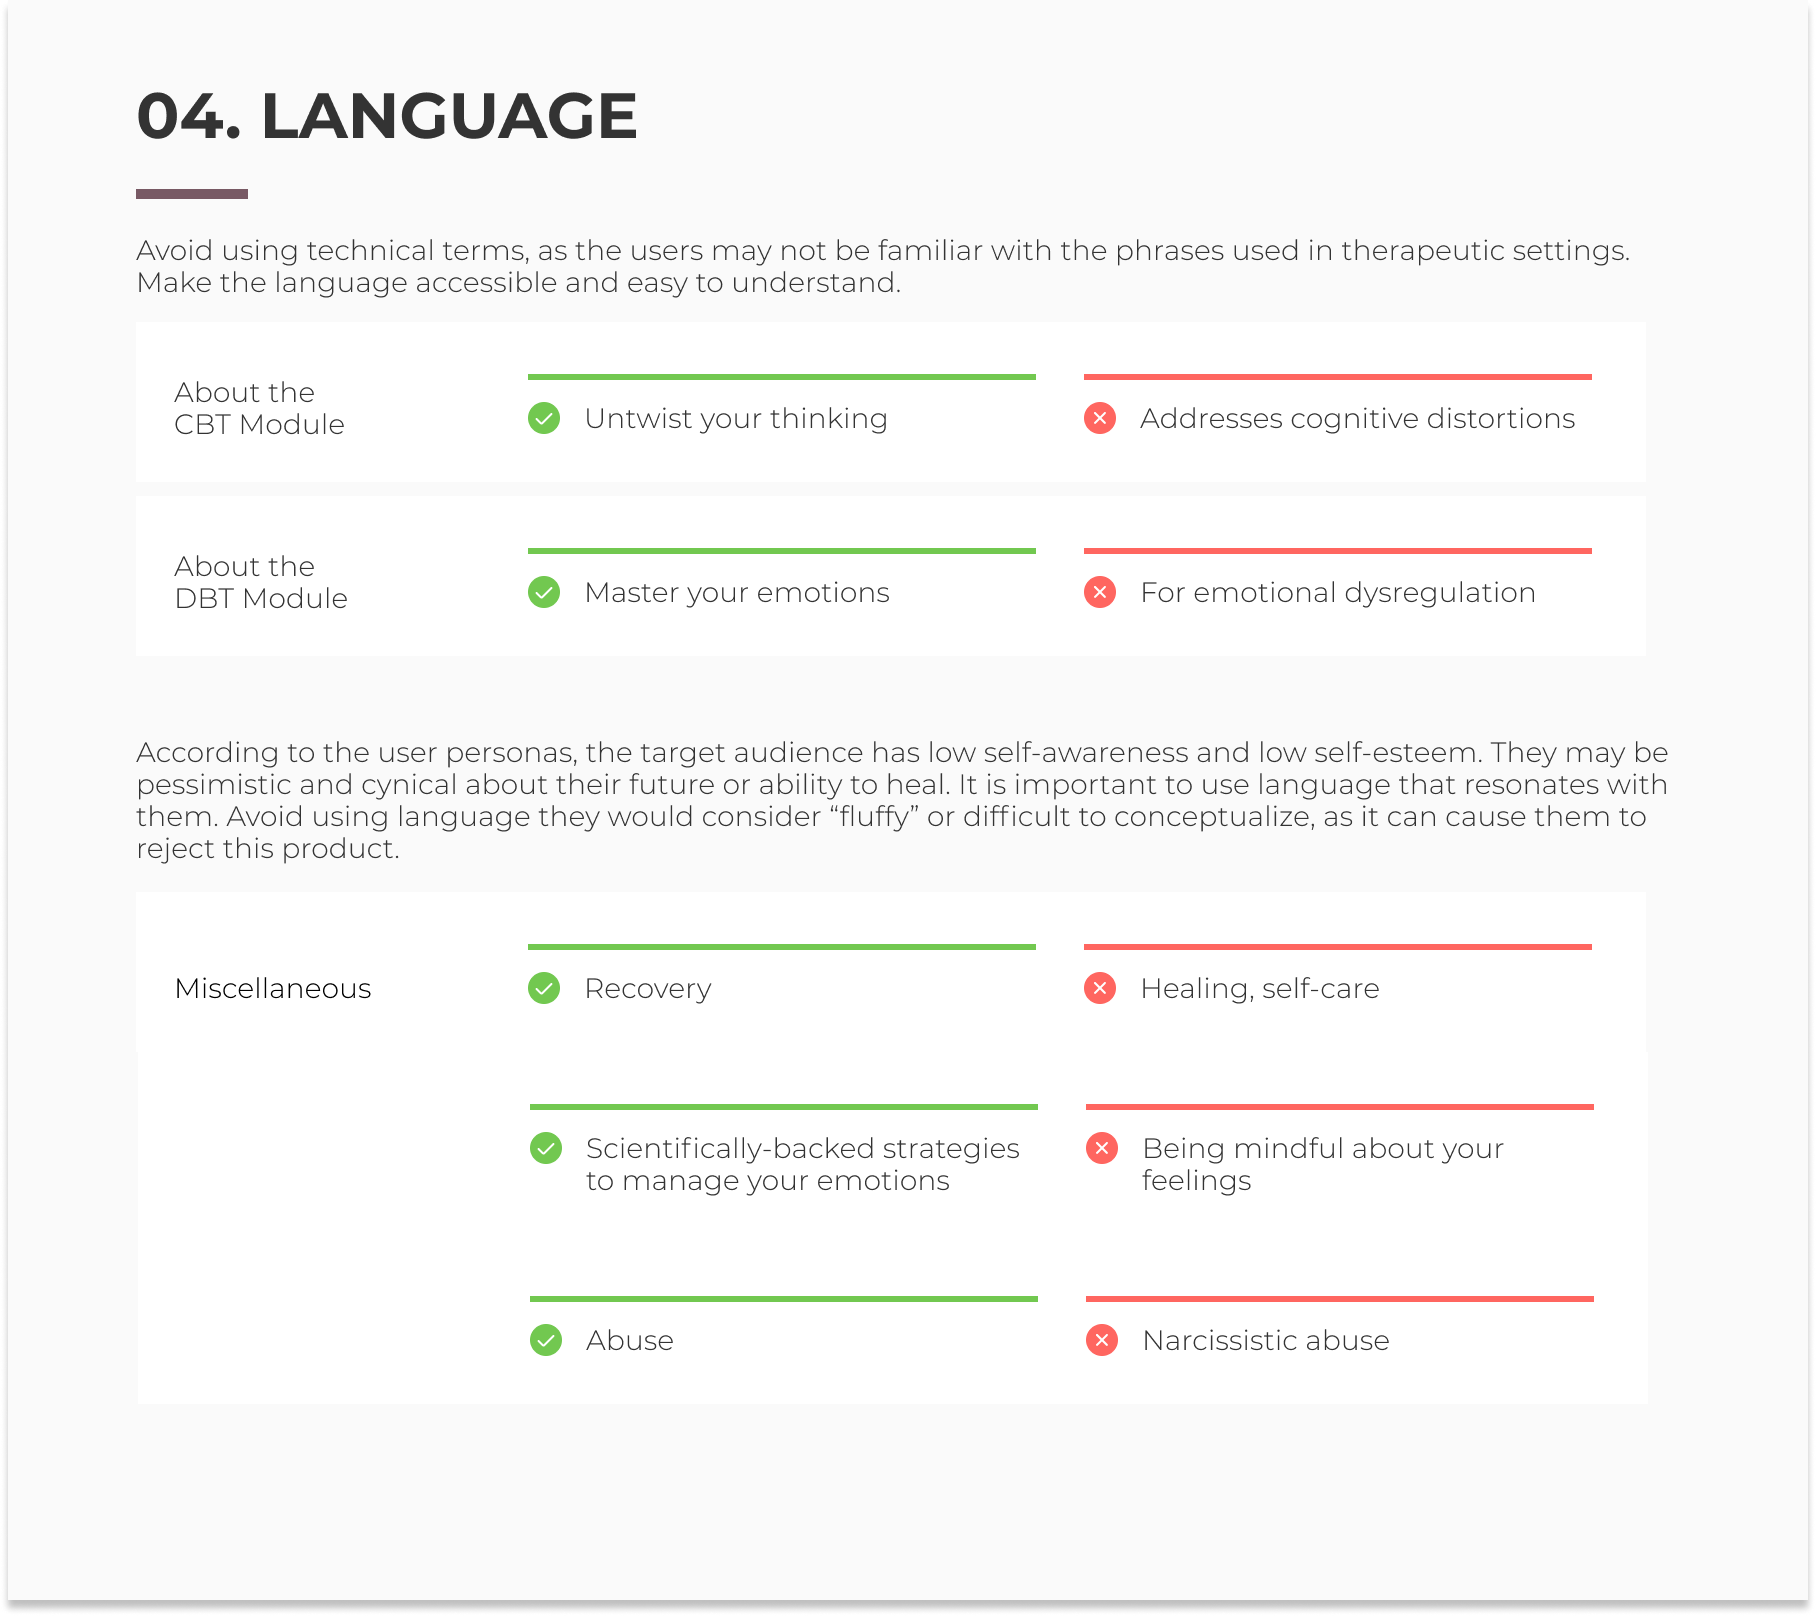 04. LANGUAGE
Avoid using technical terms, as the users may not be familiar with the phrases used in therapeutic settings.
Make the language accessible and easy to understand.
About the
CBT Module
Untwist your thinking
Addresses cognitive distortions
About the
DBT Module
Master your emotions
For emotional dysregulation
According to the user personas, the target audience has low self-awareness and low self-esteem. They may be
pessimistic and cynical about their future or ability to heal. It is important to use language that resonates with
them. Avoid using language they would consider “fluffy” or difficult to conceptualize, as it can cause them to
reject this product.
Miscellaneous
Recovery
Healing, self-care
Scientifically-backed strategies
to manage your emotions
Being mindful about your
feelings
Abuse
Narcissistic abuse